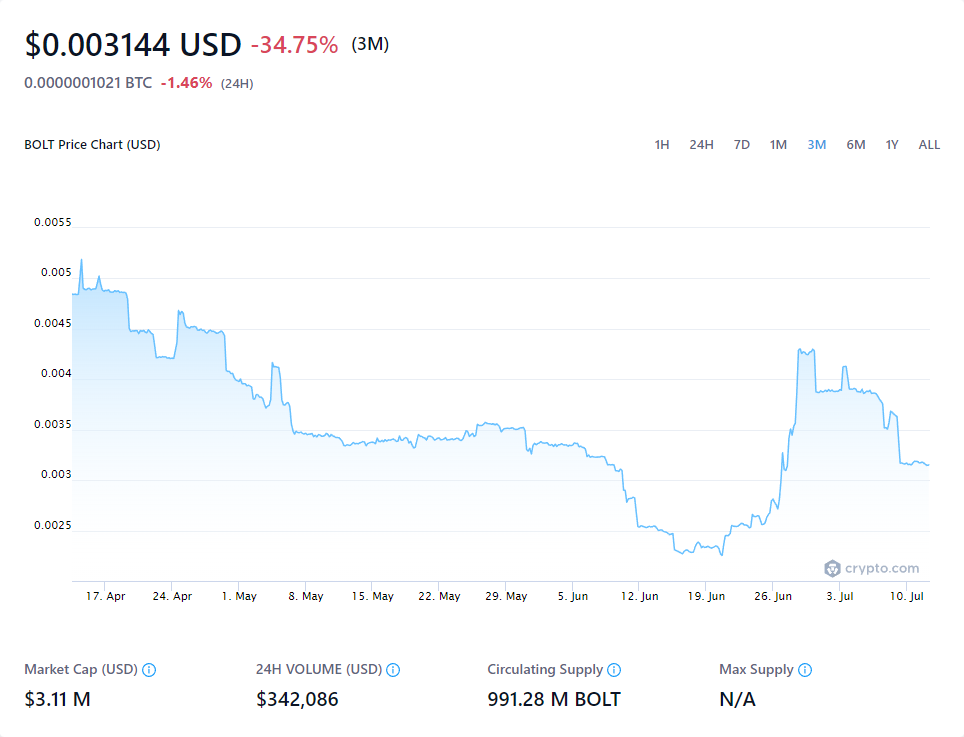 $0.003144 USD -34.75% (3M)
0.0000001021 BTC -1.46% (24H)
BOLT Price Chart (USD) 1H 24H 7D 1M 3M 6M 1Y ALL
0.0055
0.005
0.0045
0.004
0.0035
0.003
0.0025
crypto.com
17. Apr 24. Apr 1. May 8. May 15. May 22. May 29. May 5. Jun 12. Jun 19. Jun 26. Jun 3. Jul 10. Jul
Market Cap (USD) 24H VOLUME (USD) Circulating Supply Max Supply
$3.11 M $342,086 991.28 M BOLT N/A